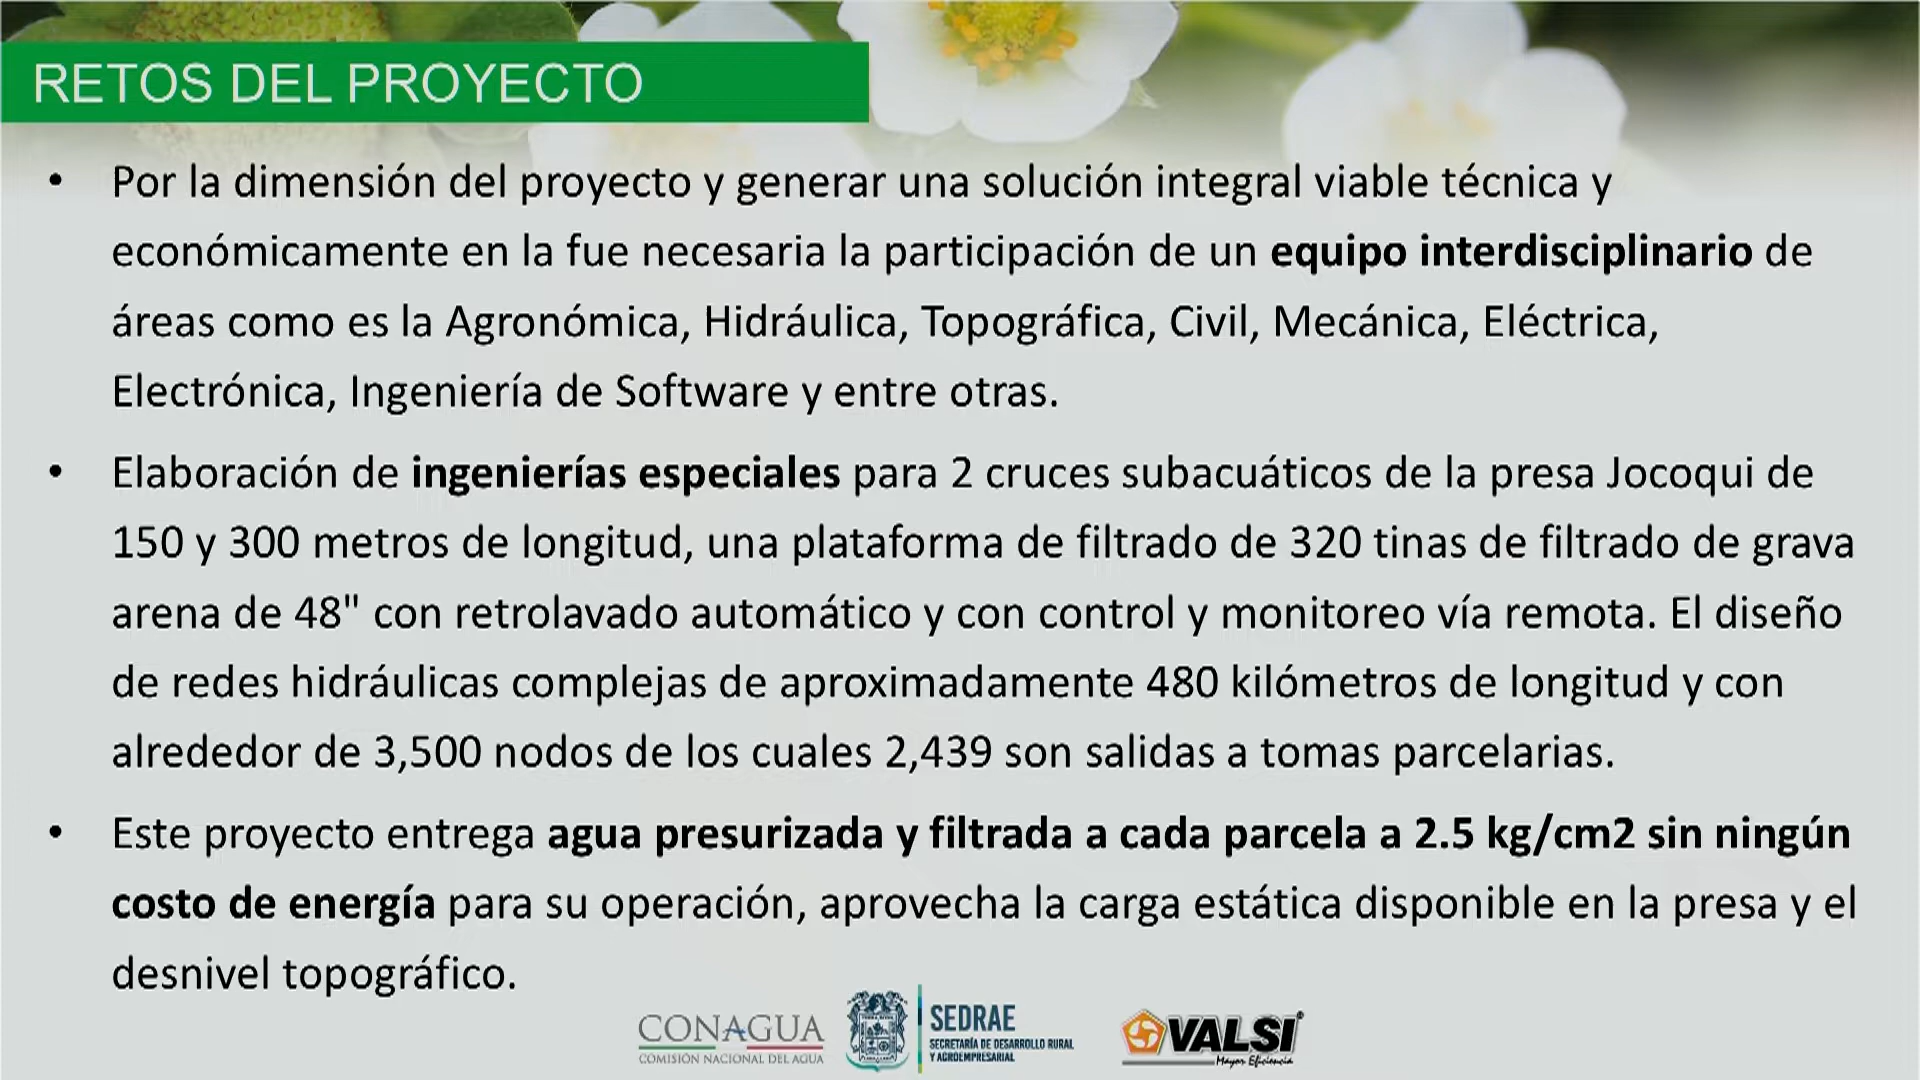 RETOS DEL PROYECTO
• Por la dimensión del proyecto y generar una solución integral viable técnica y
económicamente en la fue necesaria la participación de un equipo interdisciplinario de
áreas como es la Agronómica, Hidráulica, Topográfica, Civil, Mecánica, Eléctrica,
Electrónica, Ingeniería de Software y entre otras.
• Elaboración de ingenierías especiales para 2 cruces subacuáticos de la presa Jocoqui de
150 y 300 metros de longitud, una plataforma de filtrado de 320 tinas de filtrado de grava
arena de 48" con retrolavado automático y con control y monitoreo vía remota. El diseño
de redes hidráulicas complejas de aproximadamente 480 kilómetros de longitud y con
alrededor de 3,500 nodos de los cuales 2,439 son salidas a tomas parcelarias.
• Este proyecto entrega agua presurizada y filtrada a cada parcela a 2.5 kg/cm2 sin ningún
costo de energía para su operación, aprovecha la carga estática disponible en la presa y el
desnivel topográfico.
CONAGUA
COMISIÓN NACIONAL DEL AGUA
SEDRAE
SECRETARÍA DE DESARROLLO RURAL
Y AGROEMPRESARIAL
VALSI®
Mayor Eficiencia